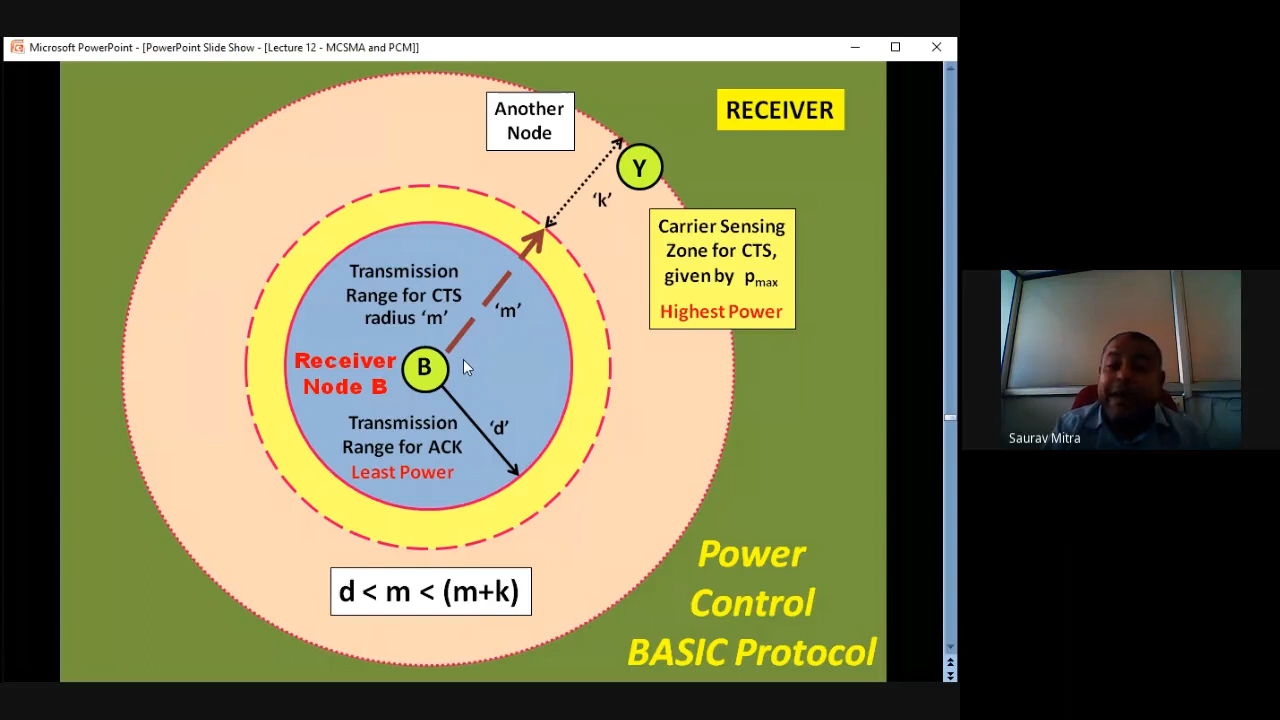 Microsoft PowerPoint - [PowerPoint Slide Show - [Lecture 12 - MCSMA and PCM]]
Another
Node
RECEIVER
Y
‘k’
Carrier Sensing
Zone for CTS,
given by pmax
Highest Power
Transmission
Range for CTS
radius ‘m’
‘m’
Receiver
Node B
B
Transmission
Range for ACK
Least Power
‘d’
d < m < (m+k)
Power
Control
BASIC Protocol
Saurav Mitra